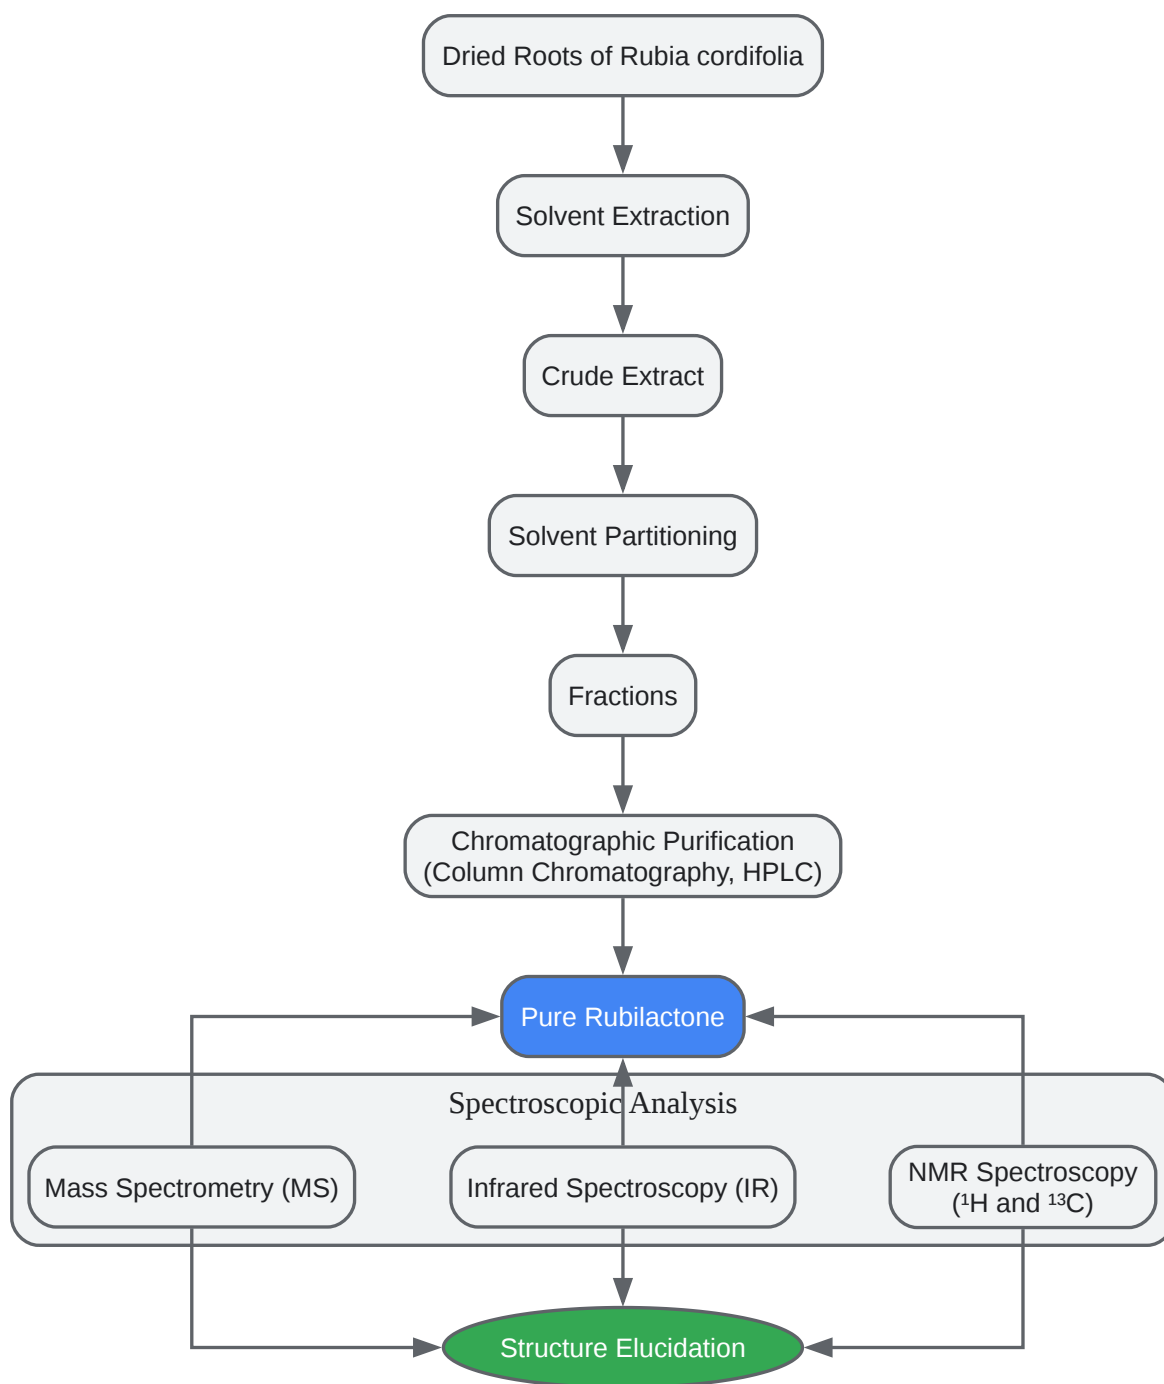 Dried Roots of Rubia cordifolia
Solvent Extraction
Crude Extract
Solvent Partitioning
Fractions
Chromatographic Purification
(Column Chromatography, HPLC)
Pure Rubilactone
Spectroscopic Analysis
Mass Spectrometry (MS)
Infrared Spectroscopy (IR)
NMR Spectroscopy
(¹H and ¹³C)
Structure Elucidation